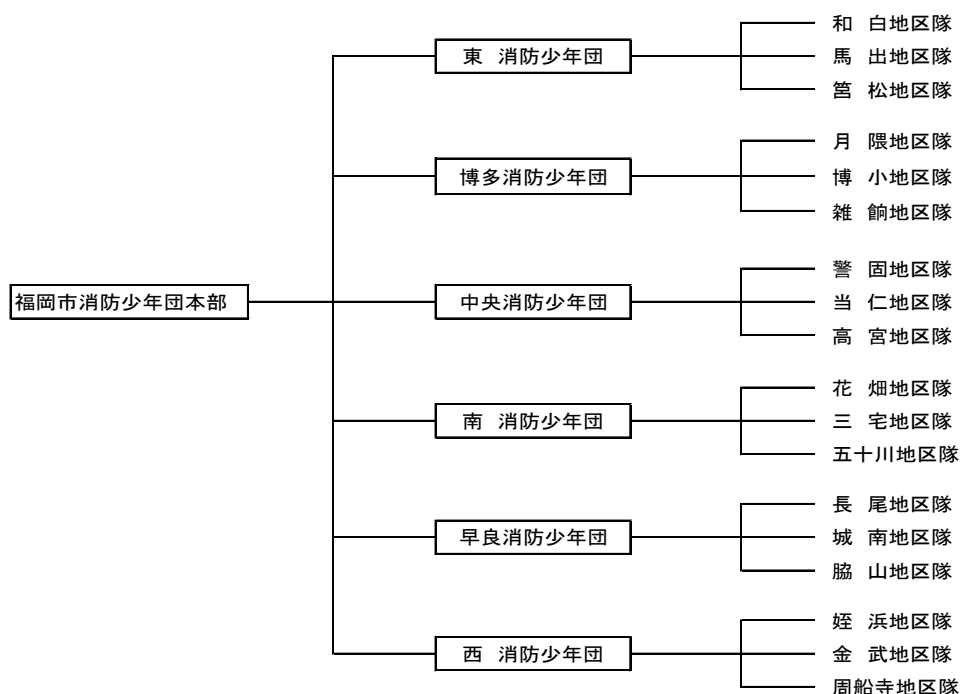 福岡市消防少年団本部
東 消防少年団
和 白地区隊
馬 出地区隊
筥 松地区隊
博多消防少年団
月 隈地区隊
博 小地区隊
雑 餉地区隊
中央消防少年団
警 固地区隊
当 仁地区隊
高 宮地区隊
南 消防少年団
花 畑地区隊
三 宅地区隊
五十川地区隊
早良消防少年団
長 尾地区隊
城 南地区隊
脇 山地区隊
西 消防少年団
姪 浜地区隊
金 武地区隊
周船寺地区隊